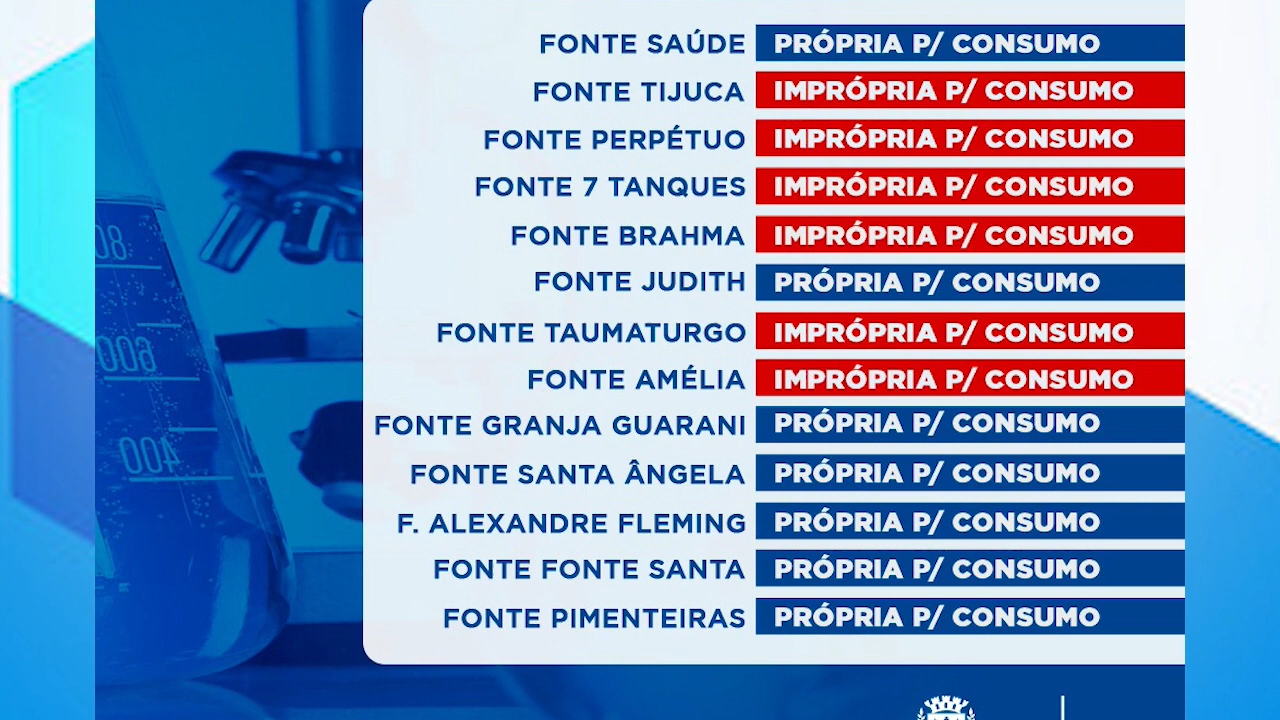 FONTE SAÚDE PRÓPRIA P/ CONSUMO
FONTE TIJUCA IMPRÓPRIA P/ CONSUMO
FONTE PERPÉTUO IMPRÓPRIA P/ CONSUMO
FONTE 7 TANQUES IMPRÓPRIA P/ CONSUMO
FONTE BRAHMA IMPRÓPRIA P/ CONSUMO
FONTE JUDITH PRÓPRIA P/ CONSUMO
FONTE TAUMATURGO IMPRÓPRIA P/ CONSUMO
FONTE AMÉLIA IMPRÓPRIA P/ CONSUMO
FONTE GRANJA GUARANI PRÓPRIA P/ CONSUMO
FONTE SANTA ÂNGELA PRÓPRIA P/ CONSUMO
F. ALEXANDRE FLEMING PRÓPRIA P/ CONSUMO
FONTE FONTE SANTA PRÓPRIA P/ CONSUMO
FONTE PIMENTEIRAS PRÓPRIA P/ CONSUMO
600
400